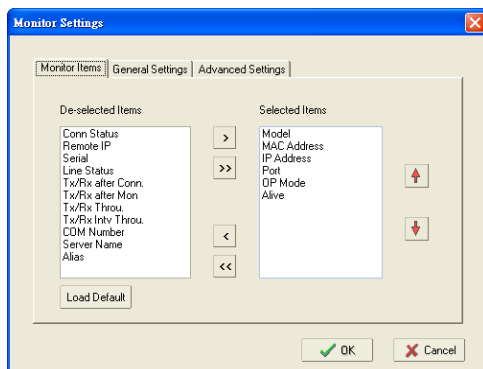 Monitor Settings
Monitor Items General Settings Advanced Settings
De-selected Items
Conn Status
Remote IP
Serial
Line Status
Tx/Rx after Conn.
Tx/Rx after Mon
Tx/Rx Throu.
Tx/Rx Intv Throu.
COM Number
Server Name
Alias
>
>>
<
<<
Selected Items
Model
MAC Address
IP Address
Port
OP Mode
Alive
Load Default
OK Cancel